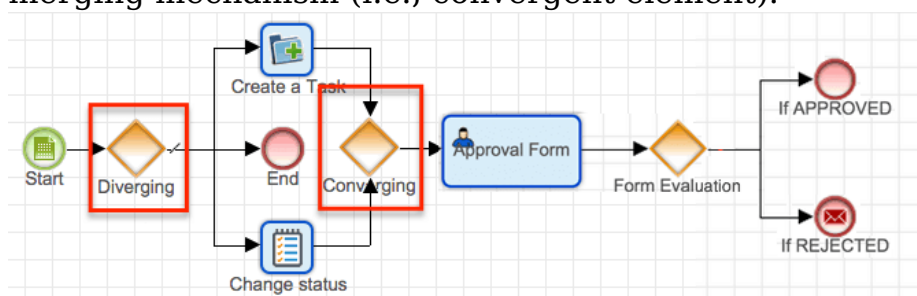 merging mechanism (i.e., convergent element).
Create a Task
If APPROVED
Approval Form
Start
Diverging
End
Converging
Form Evaluation
If REJECTED
Change status